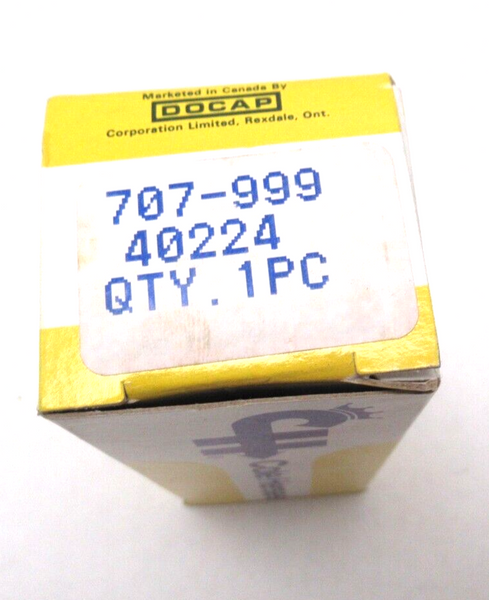 Marketed in Canada By
DOCAP
Corporation Limited, Rexdale, Ont.
707-999
40224
QTY.1PC